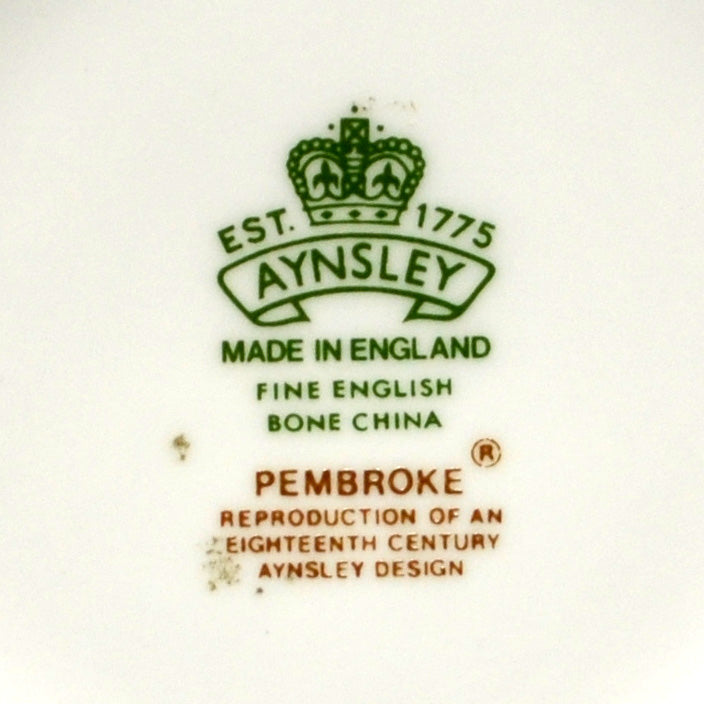 EST. 1775
AYNSLEY
MADE IN ENGLAND
FINE ENGLISH
BONE CHINA
PEMBROKE ®
REPRODUCTION OF AN
EIGHTEENTH CENTURY
AYNSLEY DESIGN